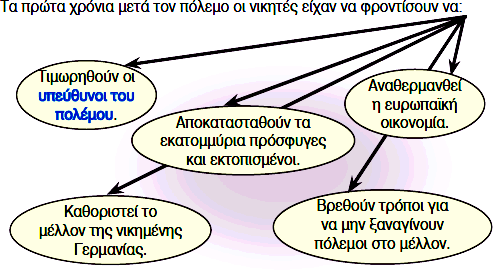 Τα πρώτα χρόνια μετά τον πόλεμο οι νικητές είχαν να φροντίσουν να:
Τιμωρηθούν οι
υπεύθυνοι του
πολέμου.
Αποκατασταθούν τα
εκατομμύρια πρόσφυγες
και εκτοπισμένοι.
Αναθερμανθεί
η ευρωπαϊκή
οικονομία.
Καθοριστεί το
μέλλον της νικημένης
Γερμανίας.
Βρεθούν τρόποι για
να μην ξαναγίνουν
πόλεμοι στο μέλλον.